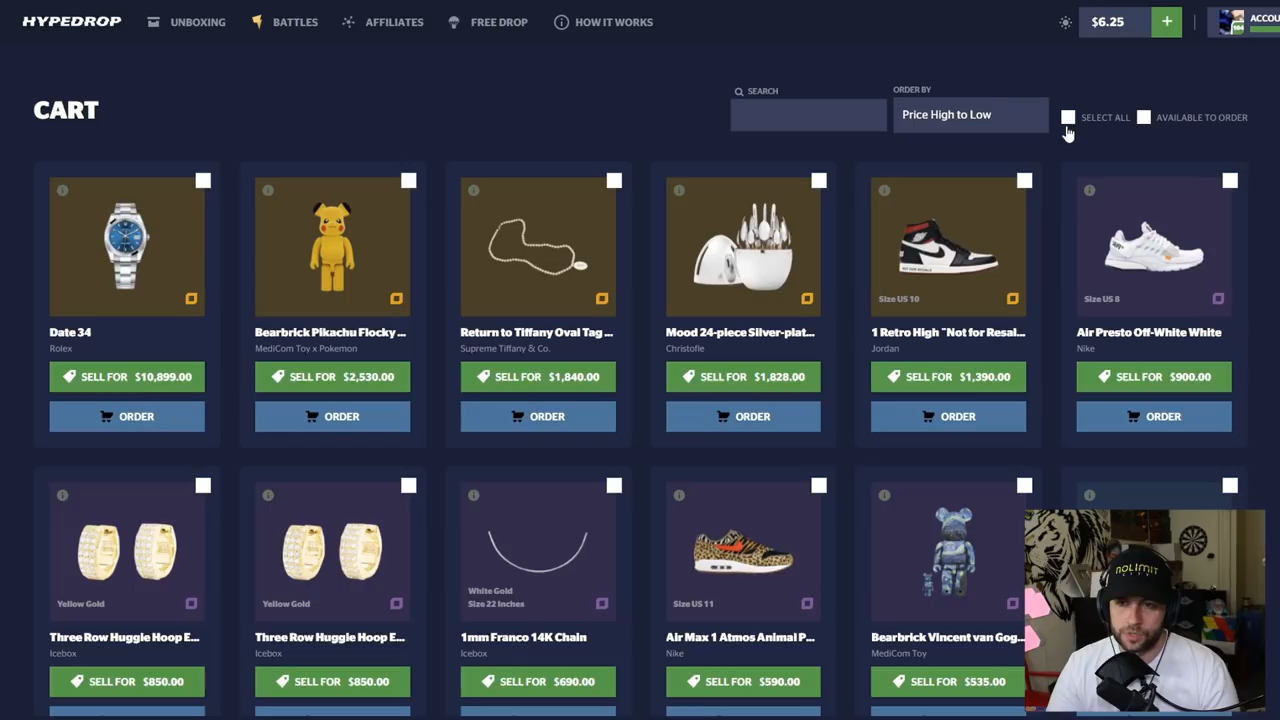 HYPEDROP
UNBOXING
BATTLES
AFFILIATES
FREE DROP
HOW IT WORKS
$6.25
+
104
ACCOU
CART
SEARCH
ORDER BY
Price High to Low
SELECT ALL
AVAILABLE TO ORDER
Date 34
Rolex
SELL FOR $10,899.00
ORDER
Bearbrick Pikachu Flocky ...
MediCom Toy x Pokemon
SELL FOR $2,530.00
ORDER
Return to Tiffany Oval Tag ...
Supreme Tiffany & Co.
SELL FOR $1,840.00
ORDER
Mood 24-piece Silver-plat...
Christofle
SELL FOR $1,828.00
ORDER
Size US 10
1 Retro High "Not for Resal...
Jordan
SELL FOR $1,390.00
ORDER
Size US 8
Air Presto Off-White White
Nike
SELL FOR $900.00
ORDER
Yellow Gold
Three Row Huggle Hoop E...
Icebox
SELL FOR $850.00
Yellow Gold
Three Row Huggle Hoop E...
Icebox
SELL FOR $850.00
White Gold
Size 22 Inches
1mm Franco 14K Chain
Icebox
SELL FOR $690.00
Size US 11
Air Max 1 Atmos Animal P...
Nike
SELL FOR $590.00
Bearbrick Vincent van Gog...
MediCom Toy
SELL FOR $535.00
NOLIMIT